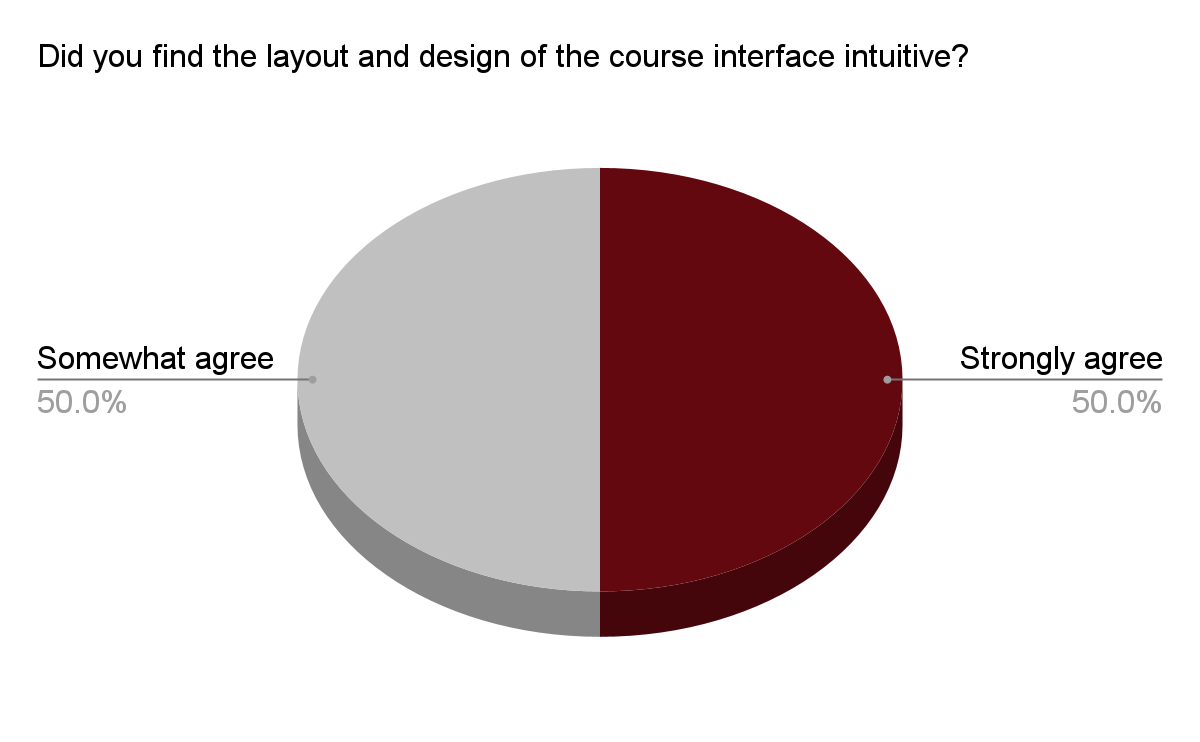 Did you find the layout and design of the course interface intuitive?
Somewhat agree
50.0%
Strongly agree
50.0%